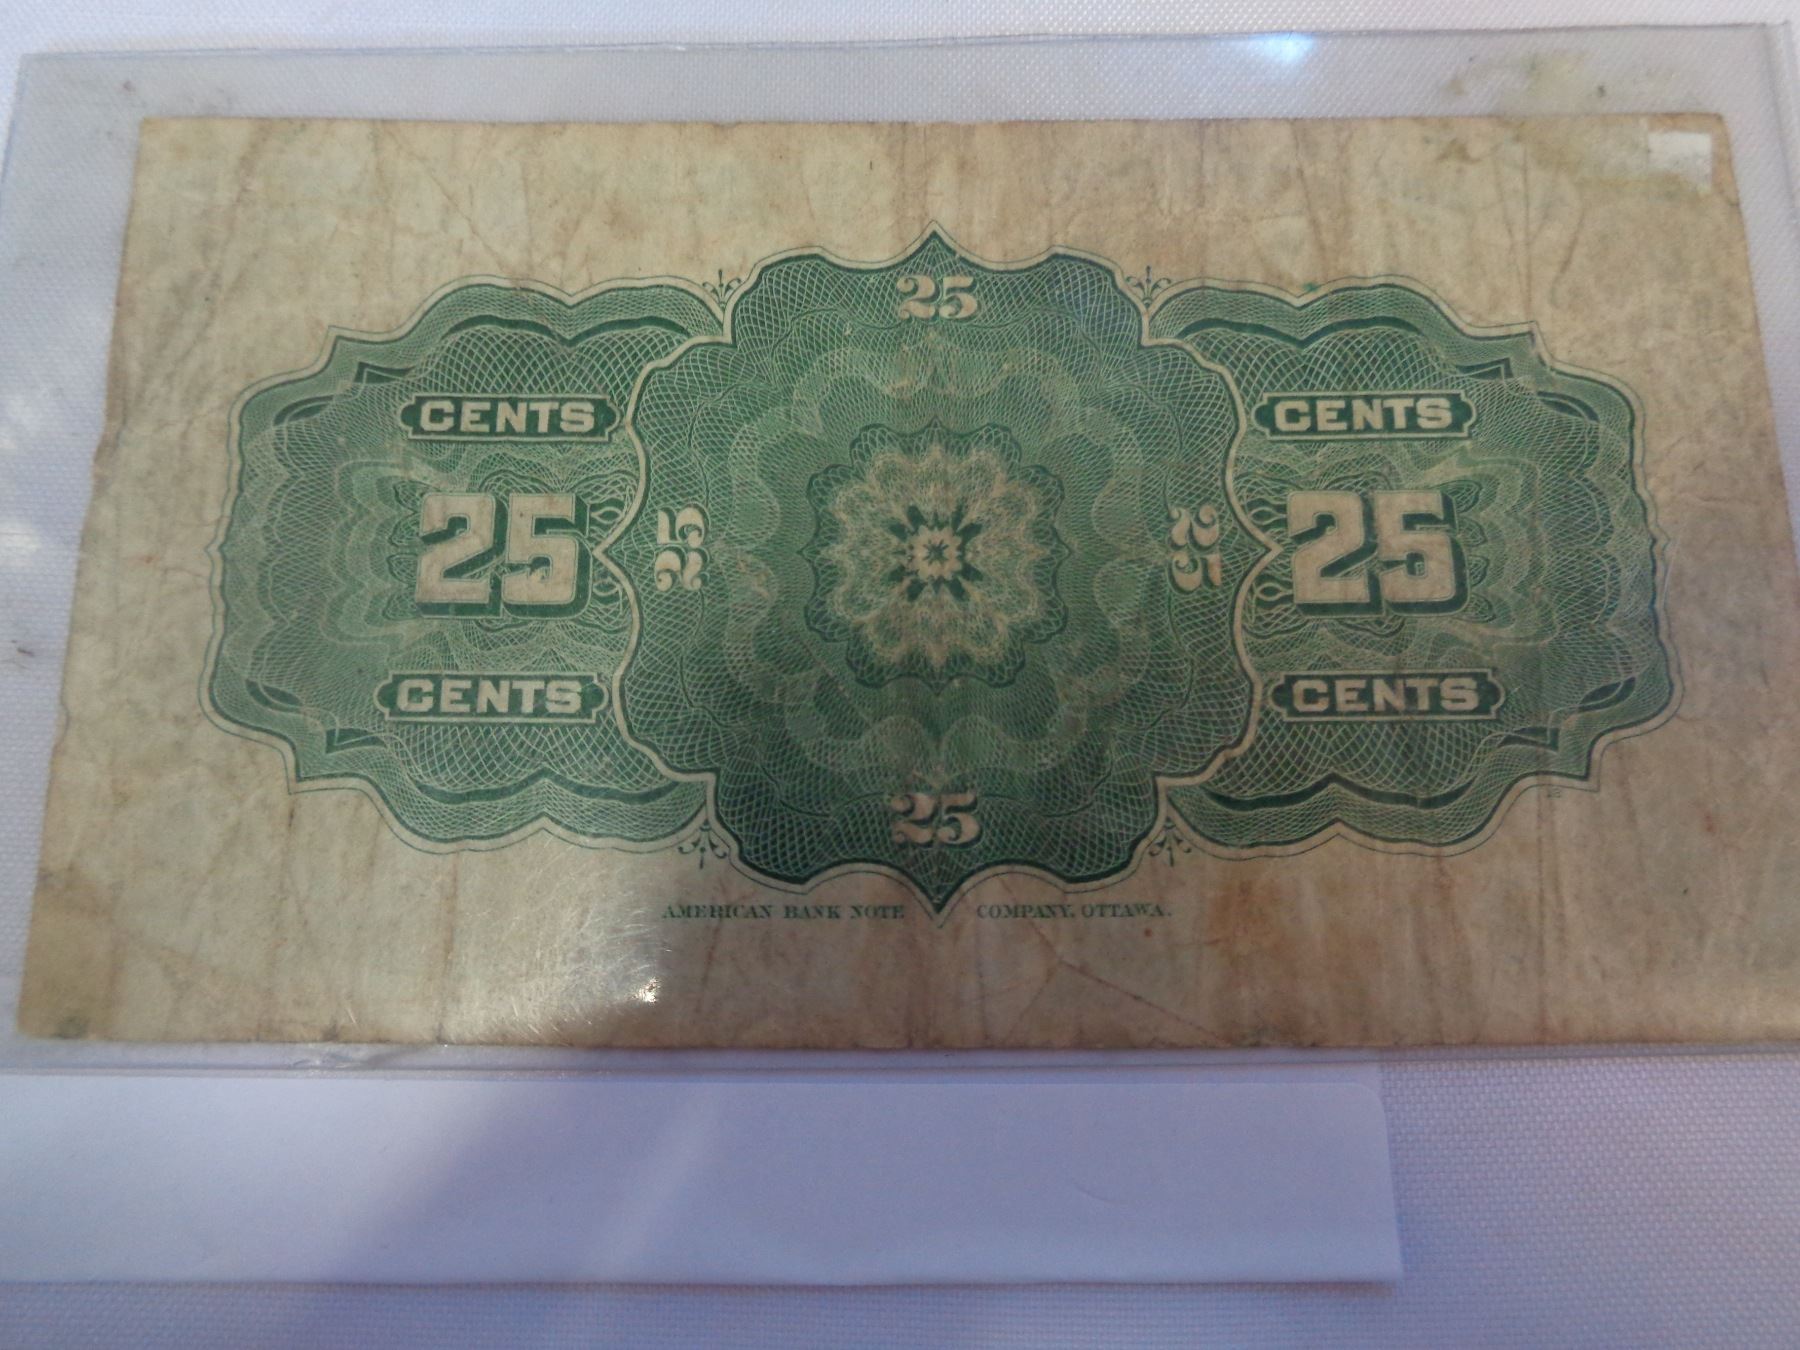 25
CENTS CENTS
25 25 25 25
CENTS CENTS
25
AMERICAN BANK NOTE COMPANY, OTTAWA.